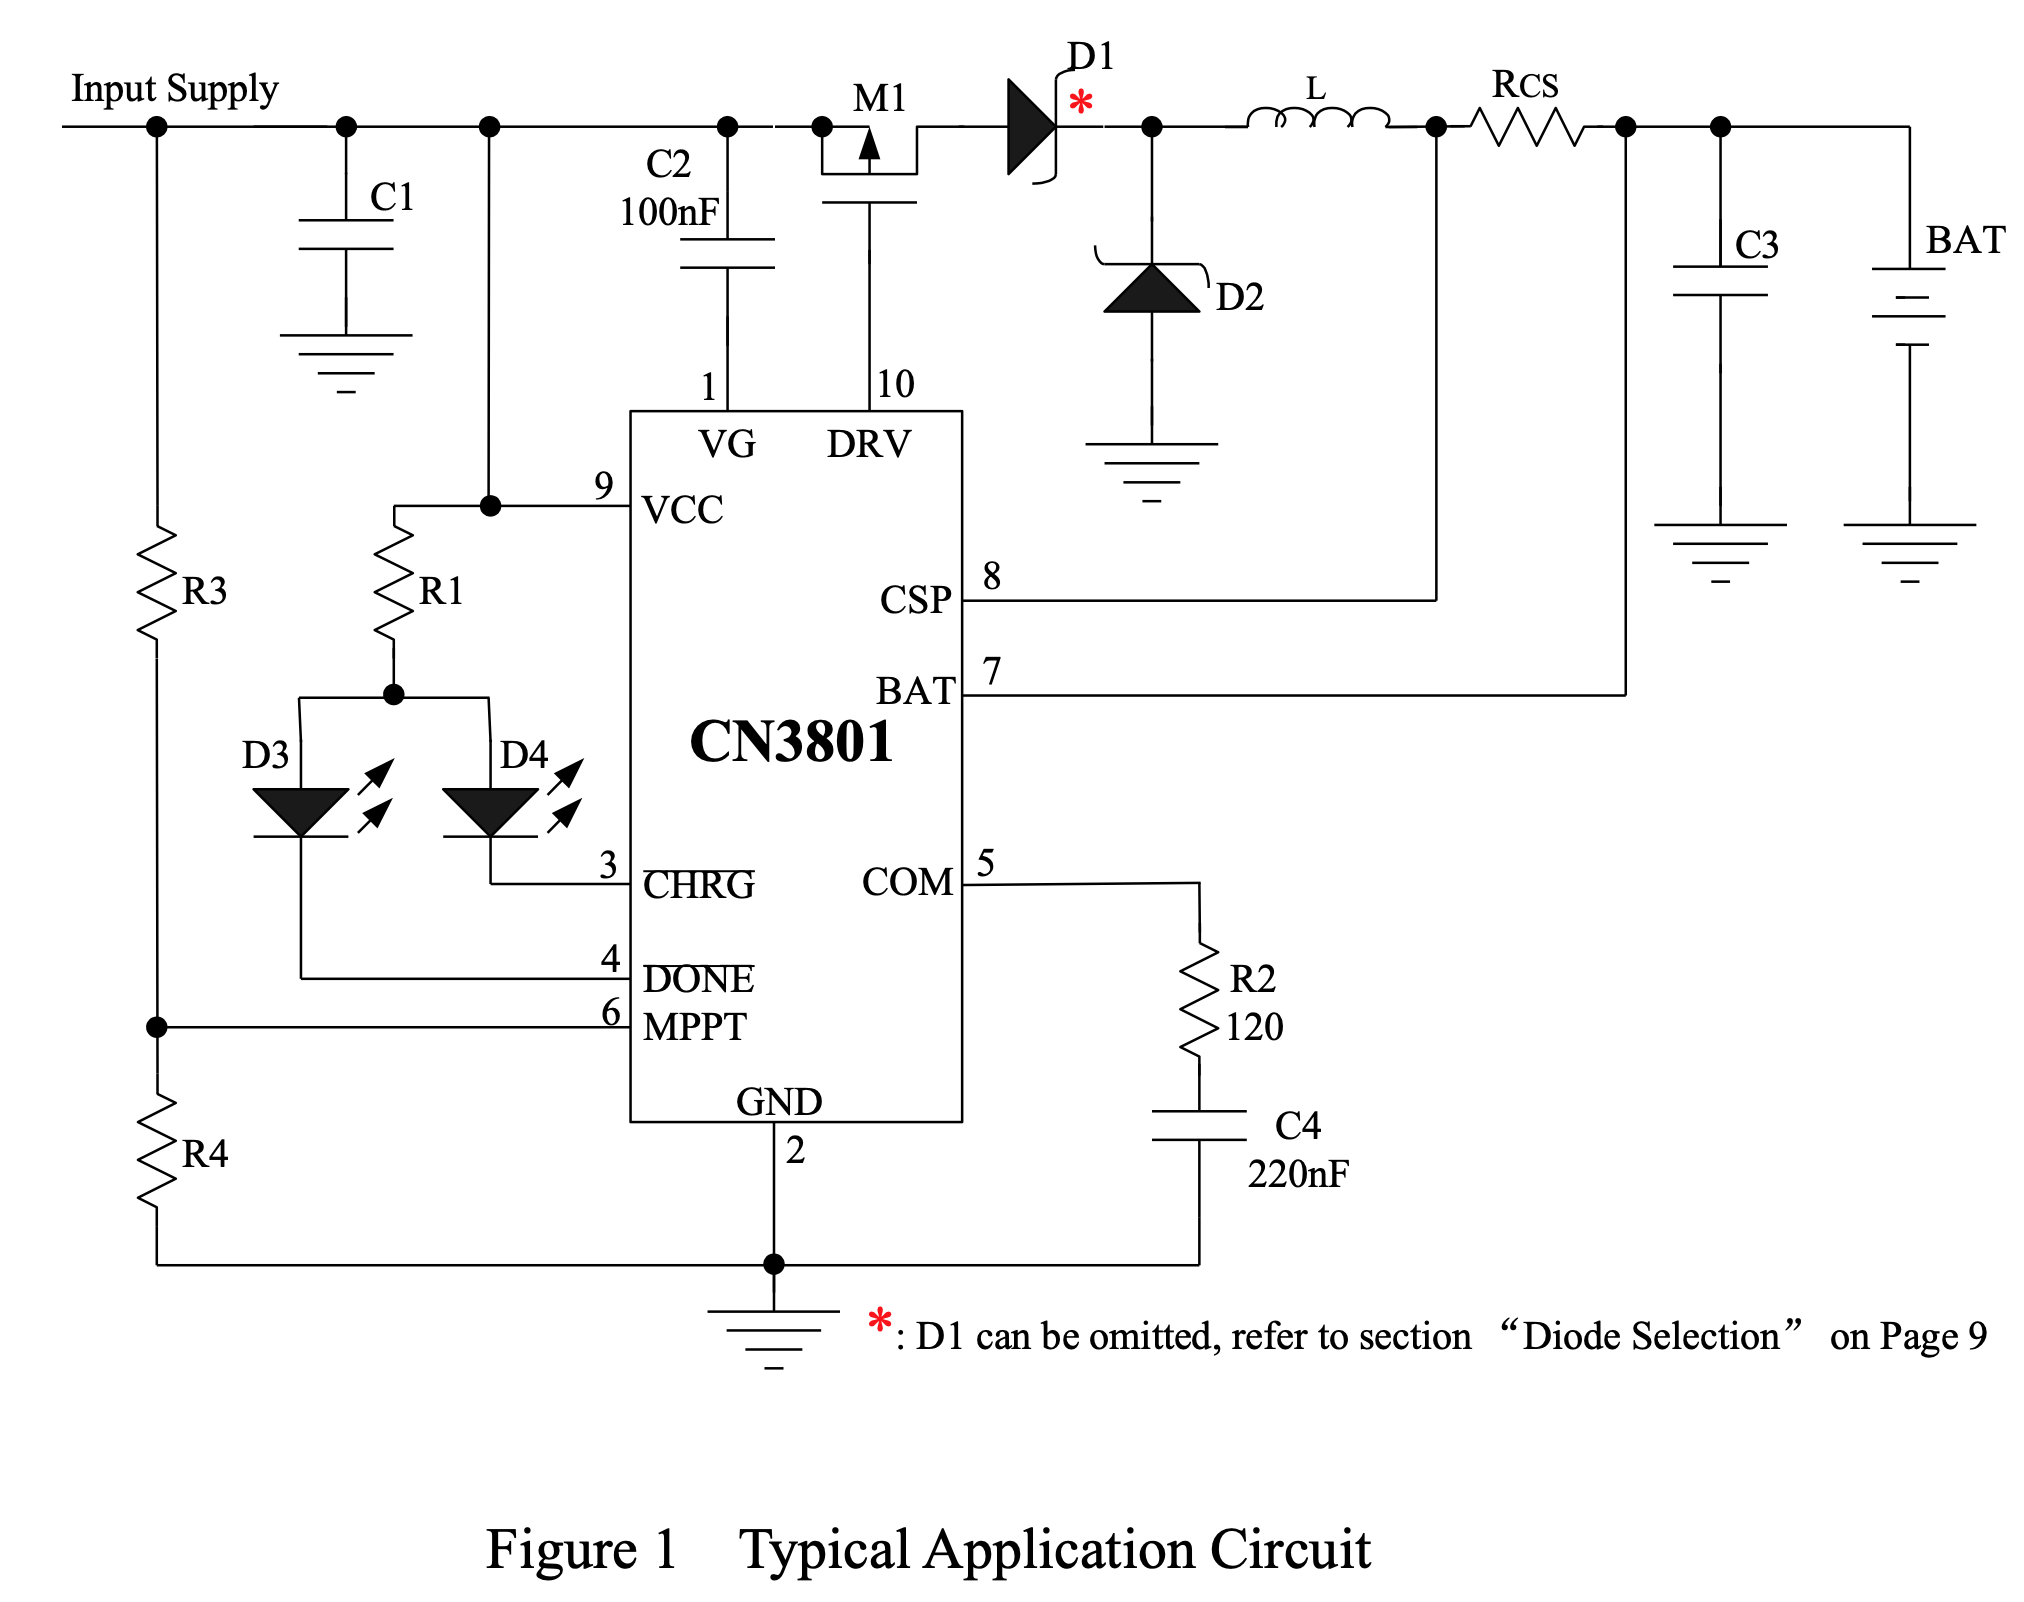 Input Supply
D1
*
M1
L
RCS
C1
C2
100nF
C3
BAT
D2
1
10
VG
DRV
9
VCC
R3
R1
8
CSP
7
BAT
CN3801
D3
D4
3
CHRG
5
COM
4
DONE
6
MPPT
R2
120
GND
2
R4
C4
220nF
*: D1 can be omitted, refer to section “Diode Selection” on Page 9
Figure 1 Typical Application Circuit